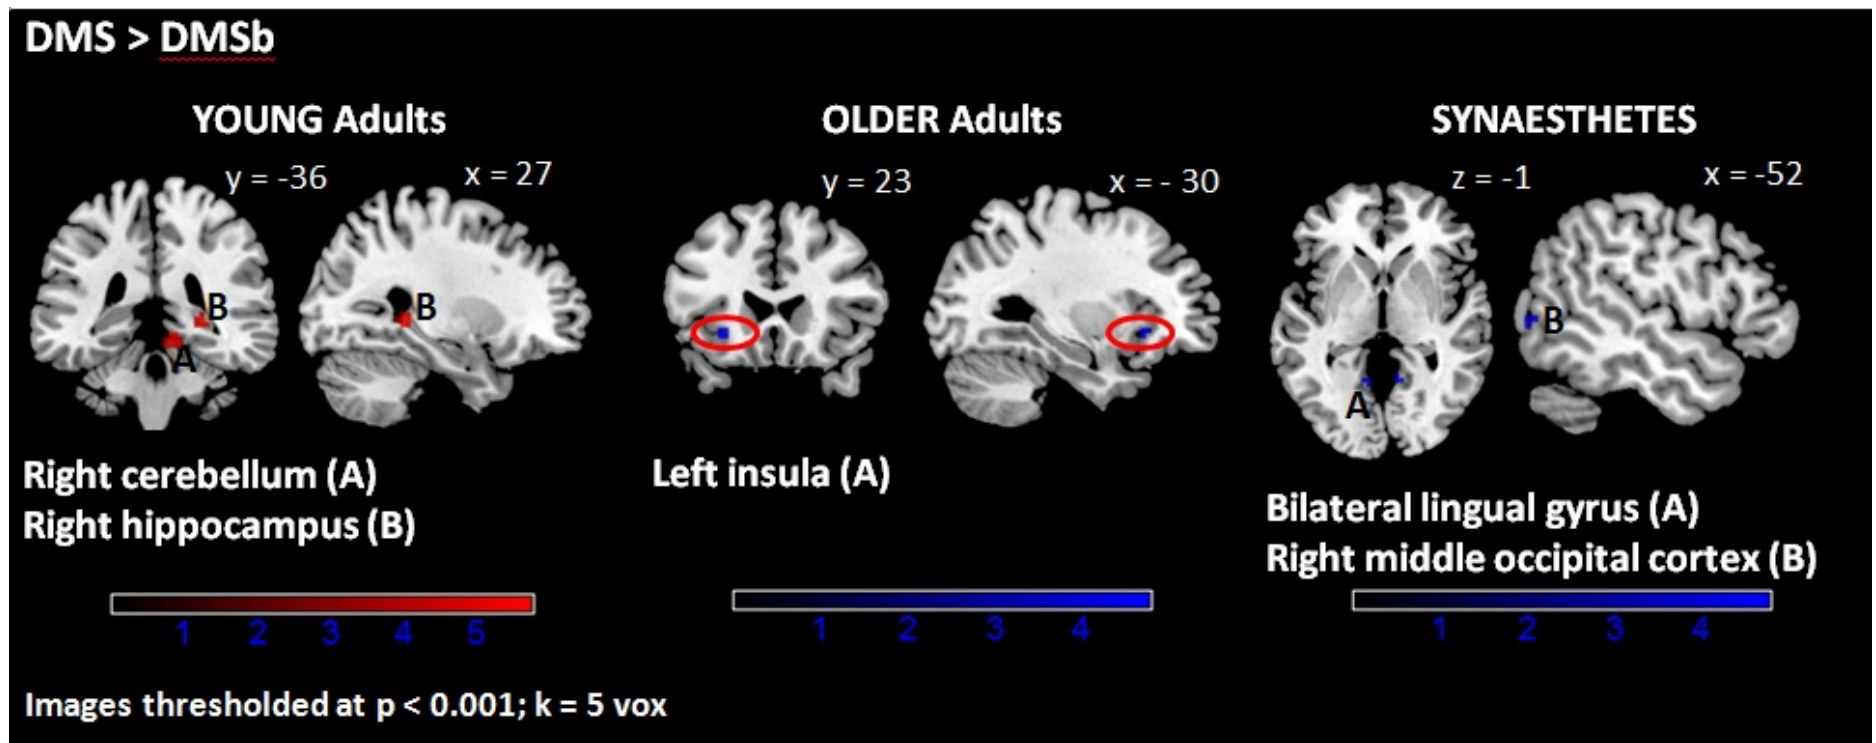 DMS > DMSb
YOUNG Adults
y = -36
x = 27
B
A
B
Right cerebellum (A)
Right hippocampus (B)
1 2 3 4 5
OLDER Adults
y = 23
x = - 30
Left insula (A)
1 2 3 4
SYNAESTHETES
z = -1
x = -52
A
B
Bilateral lingual gyrus (A)
Right middle occipital cortex (B)
1 2 3 4
Images thresholded at p < 0.001; k = 5 vox